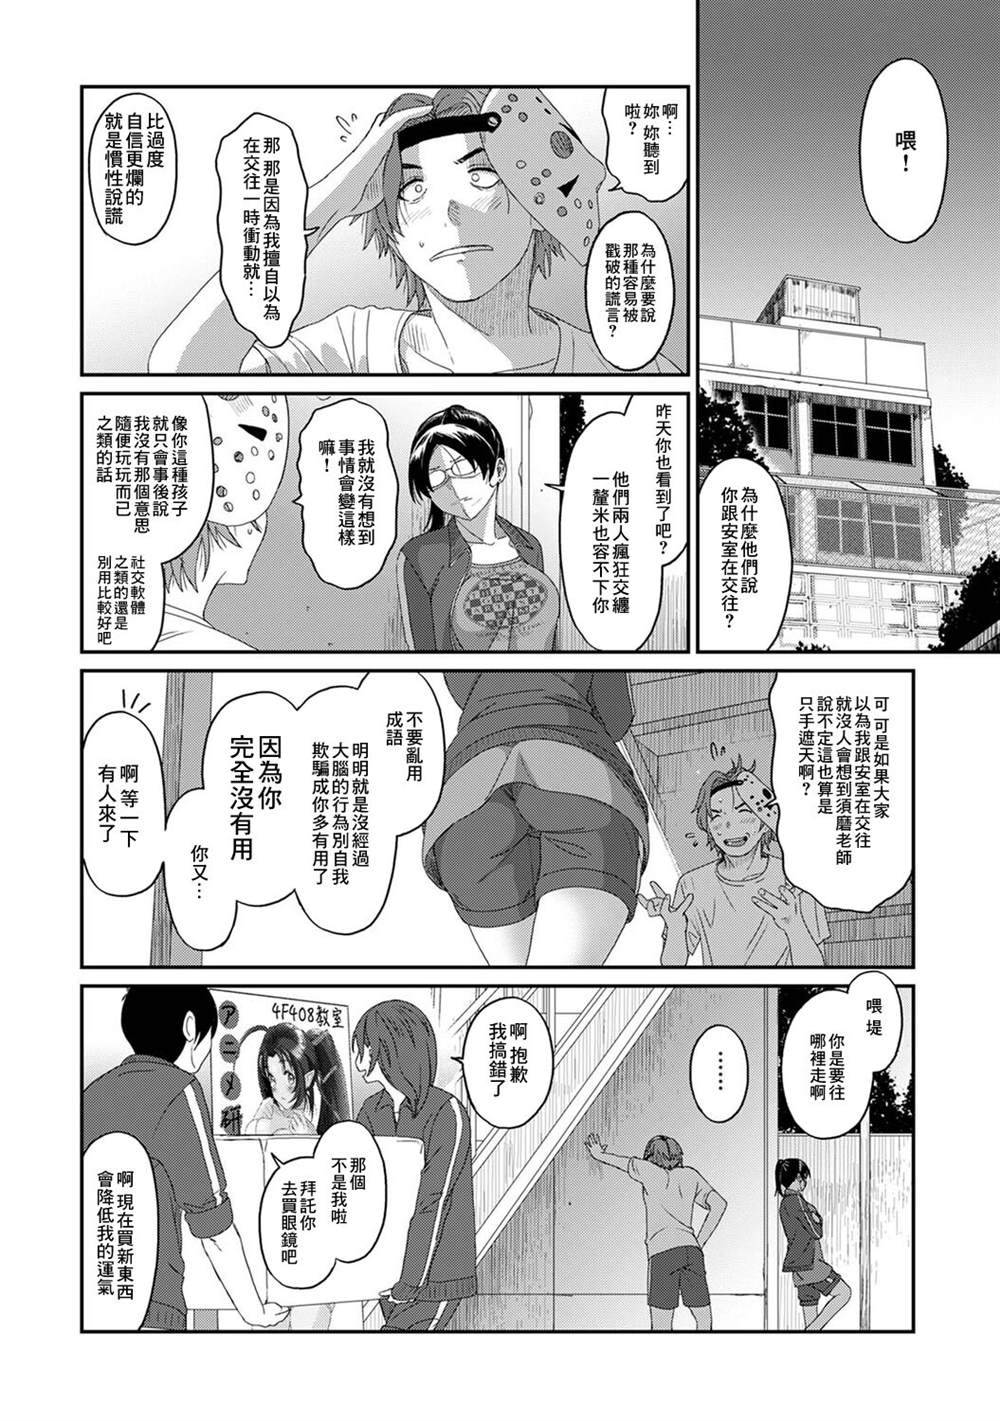 喂！
為什麼他們說
你跟安室在交往？
啊…
妳 妳聽到
啦？
為什麼要說
那種容易被
戳破的謊言？
那 那是因為我擅自以為
在交往一時衝動就…
比過度
自信更爛的
就是慣性說謊
昨天你也看到了吧？
他們兩人瘋狂交纏
一釐米也容不下你
我就沒有想到
事情會變這樣
嘛！
像你這種孩子
就只會事後說
我沒有那個意思
隨便玩玩而已
之類的話
社交軟體
之類的還是
別用比較好吧
可 可是如果大家
以為我跟安室在交往
就沒人會想到須磨老師
說不定這也算是
只手遮天啊？
不要亂用
成語
明明就是沒經過
大腦的行為別自我
欺騙成你多有用了
因為你
完全沒有用
你又…
啊 等一下
有人來了
喂堤
你是要往
哪裡走啊
……
啊 抱歉
我搞錯了
那個
不是我啦
拜託你
去買眼鏡吧
4F408教室
アニメ研
啊 現在買新東西
會降低我的運氣